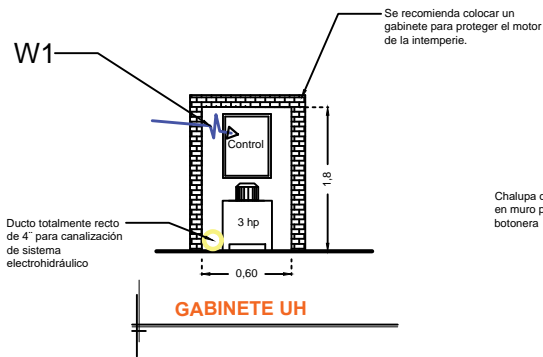 Se recomienda colocar un
gabinete para proteger el motor
de la intemperie.
W1
Control
1,8
3 hp
Ducto totalmente recto
de 4¨ para canalización
de sistema
electrohidráulico
0,60
GABINETE UH
Chalupa
en muro
botonera